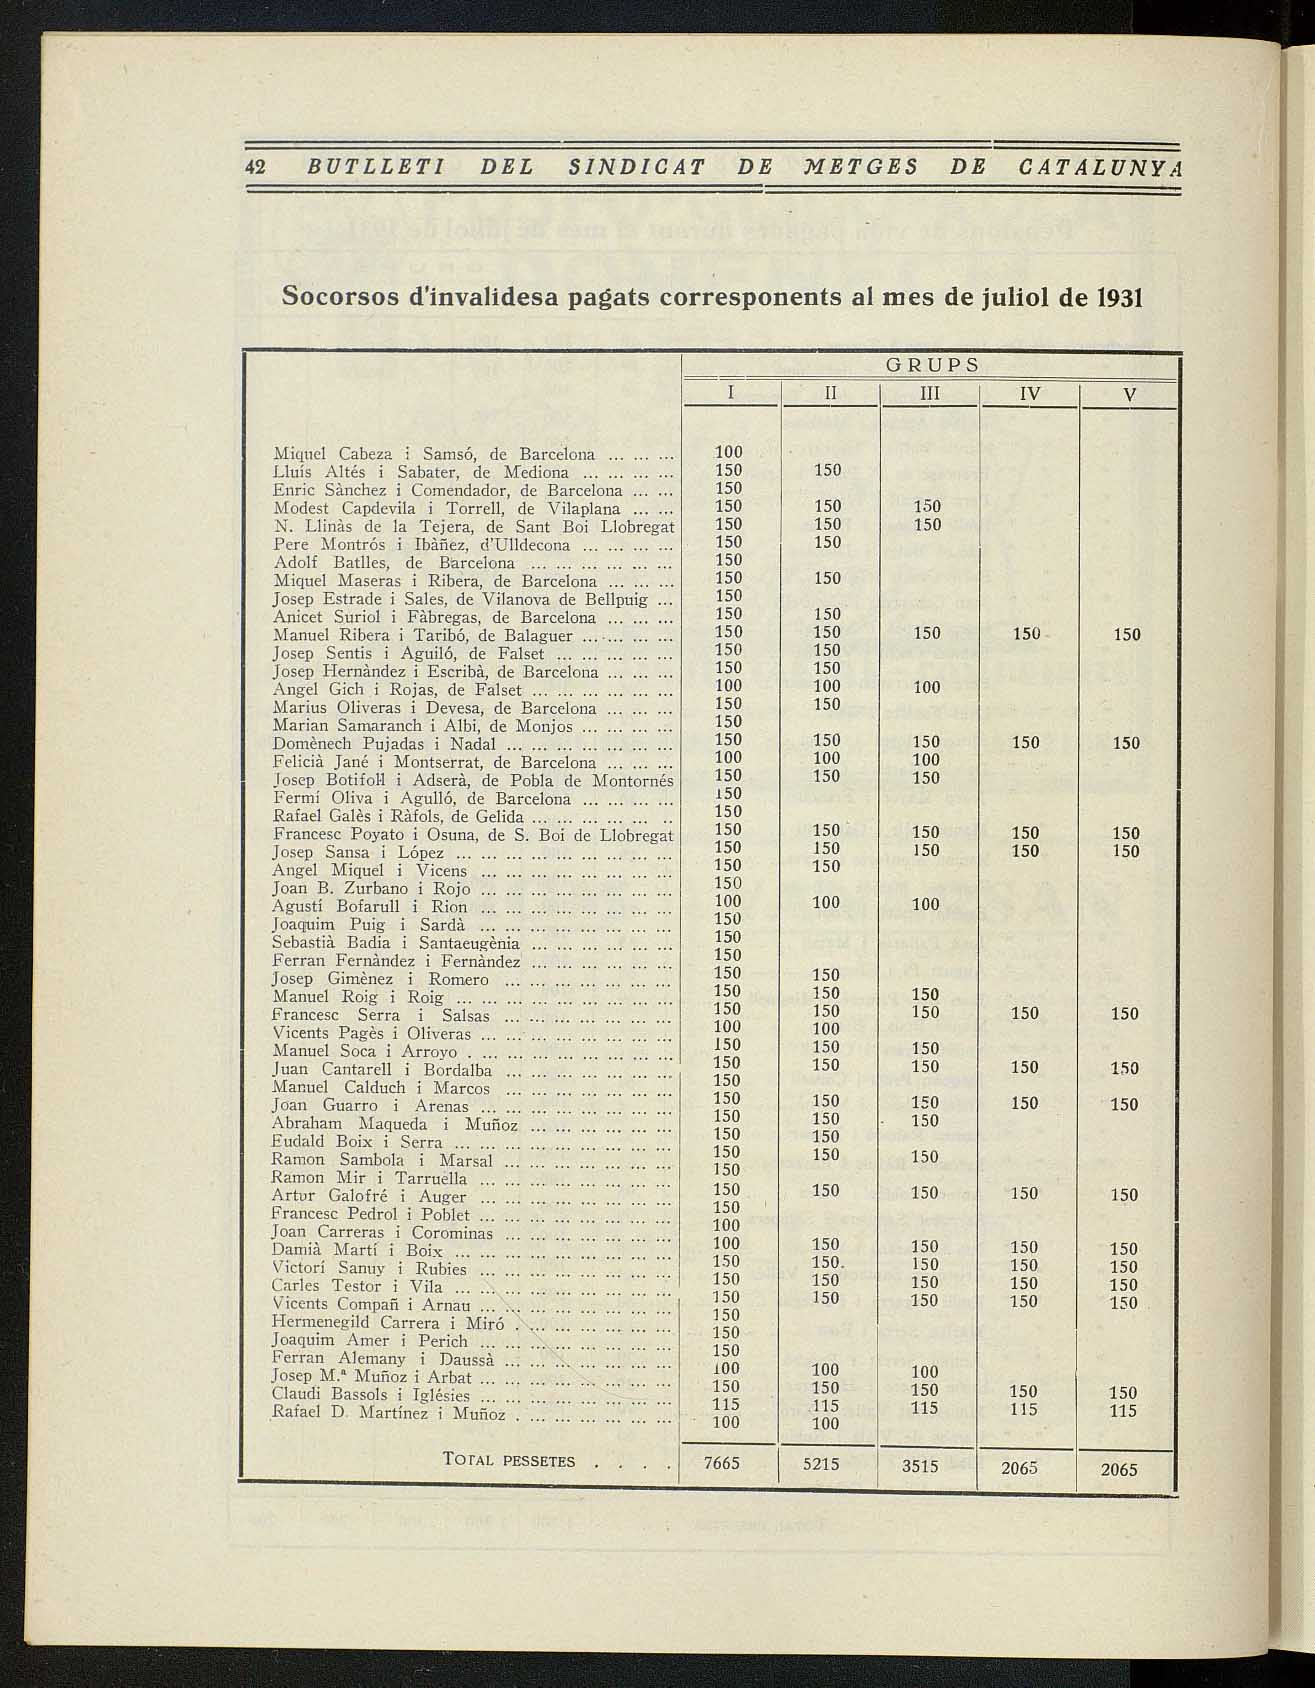 42 BUTLLETI DEL SINDICAT DE METGES DE CATALUNYA
Socorsos d'invalidesa pagats corresponents al mes de juliol de 1931
GRUPS
I II III IV V
Miquel Cabeza i Samsó, de Barcelona ... ... ... 100
Lluís Altés i Sabater, de Mediona ... ... ... ... 150 150
Enric Sànchez i Comendador, de Barcelona ... ... 150
Modest Capdevila i Torrell, de Vilaplana ... ... 150 150 150
N. Llinàs de la Tejera, de Sant Boi Llobregat 150 150 150
Pere Montrós i Ibàñez, d'Ulldecona ... ... ... ... 150 150
Adolf Batlles, de Barcelona ... ... ... ... ... ... 150
Miquel Maseras i Ribera, de Barcelona ... ... ... 150 150
Josep Estrade i Sales, de Vilanova de Bellpuig ... 150
Anicet Suriol i Fàbregas, de Barcelona ... ... ... 150 150
Manuel Ribera i Taribó, de Balaguer ... ... ... ... 150 150 150 150 150
Josep Sentis i Aguiló, de Falset ... ... ... ... ... 150 150
Josep Hernàndez i Escribà, de Barcelona ... ... ... 150 150
Angel Gich i Rojas, de Falset ... ... ... ... ... ... 100 100 100
Marius Oliveras i Devesa, de Barcelona ... ... ... 150 150
Marian Samaranch i Albi, de Monjos ... ... ... ... 150
Domènech Pujadas i Nadal ... ... ... ... ... ... ... 150 150 150 150 150
Felicià Jané i Montserrat, de Barcelona ... ... ... 100 100 100
Josep Botifoll i Adserà, de Pobla de Montornés 150 150 150
Fermí Oliva i Agulló, de Barcelona ... ... ... ... 150
Rafael Galès i Ràfols, de Gelida ... ... ... ... ... .. 150
Francesc Poyato i Osuna, de S. Boi de Llobregat 150 150 150 150 150
Josep Sansa i López ... ... ... ... ... ... ... ... ... 150 150 150 150 150
Angel Miquel i Vicens ... ... ... ... ... ... ... ... 150 150
Joan B. Zurbano i Rojo ... ... ... ... ... ... ... ... 150
Agustí Bofarull i Rion ... ... ... ... ... ... ... ... 100 100 100
Joaquim Puig i Sardà ... ... ... ... ... ... ... ... 150
Sebastià Badia i Santaeugènia ... ... ... ... ... ... 150
Ferran Fernàndez i Fernàndez ... ... ... ... ... ... 150
Josep Gimènez i Romero ... ... ... ... ... ... ... 150 150
Manuel Roig i Roig ... ... ... ... ... ... ... ... ... 150 150 150
Francesc Serra i Salsas ... ... ... ... ... ... ... 150 150 150 150 150
Vicents Pagès i Oliveras ... ... ... ... ... ... ... ... 100 100
Manuel Soca i Arroyo . ... ... ... ... ... ... ... ... 150 150 150
Juan Cantarell i Bordalba ... ... ... ... ... ... ... 150 150 150 150 150
Manuel Calduch i Marcos ... ... ... ... ... ... ... 150
Joan Guarro i Arenas ... ... ... ... ... ... ... ... 150 150 150 150 150
Abraham Maqueda i Muñoz ... ... ... ... ... ... 150 150 150
Eudald Boix i Serra ... ... ... ... ... ... ... ... ... 150 150
Ramon Sambola i Marsal ... ... ... ... ... ... ... 150 150 150
Ramon Mir i Tarruella ... ... ... ... ... ... ... ... 150
Artur Galofré i Auger ... ... ... ... ... ... ... ... 150 150 150 150 150
Francesc Pedrol i Poblet ... ... ... ... ... ... ... ... 150
Joan Carreras i Corominas ... ... ... ... ... ... ... 100
Damià Martí i Boix ... ... ... ... ... ... ... ... ... 100 150 150 150 150
Victorí Sanuy i Rubies ... ... ... ... ... ... ... ... 150 150. 150 150 150
Carles Testor i Vila ... ... ... ... ... ... ... ... ... 150 150 150 150 150
Vicents Compañ i Arnau ... ... ... ... ... ... ... ... 150 150 150 150 150
Hermenegild Carrera i Miró . ... ... ... ... ... ... 150
Joaquim Amer i Perich ... ... ... ... ... ... ... ... 150
Ferran Alemany i Daussà ... ... ... ... ... ... ... 150
Josep M.ª Muñoz i Arbat ... ... ... ... ... ... ... ... 100 100 100
Claudi Bassols i Iglésies ... ... ... ... ... ... ... ... 150 150 150 150 150
Rafael D. Martínez i Muñoz . ... ... ... ... ... ... 115 115 115 115 115
100 100
TOTAL PESSETES . . . . 7665 5215 3515 2065 2065